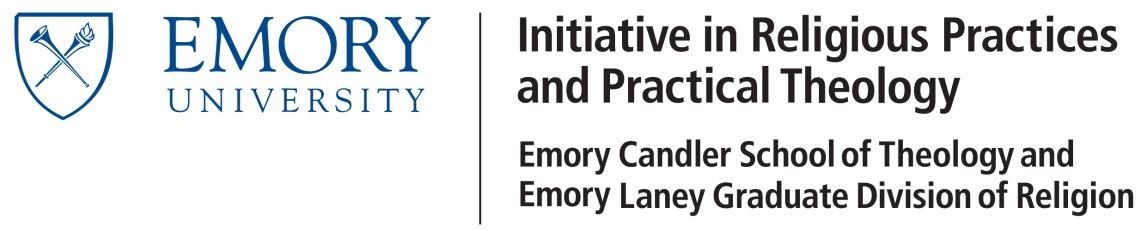 EMORY
UNIVERSITY
Initiative in Religious Practices
and Practical Theology
Emory Candler School of Theology and
Emory Laney Graduate Division of Religion